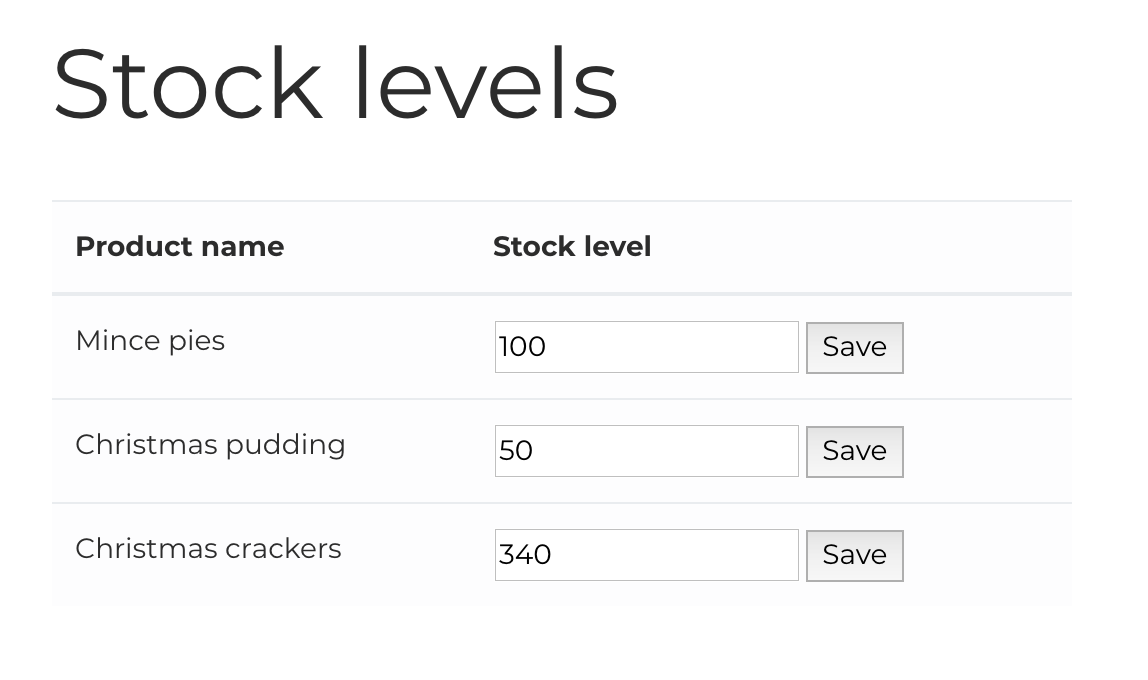 Stock levels
Product name Stock level
Mince pies 100 Save
Christmas pudding 50 Save
Christmas crackers 340 Save